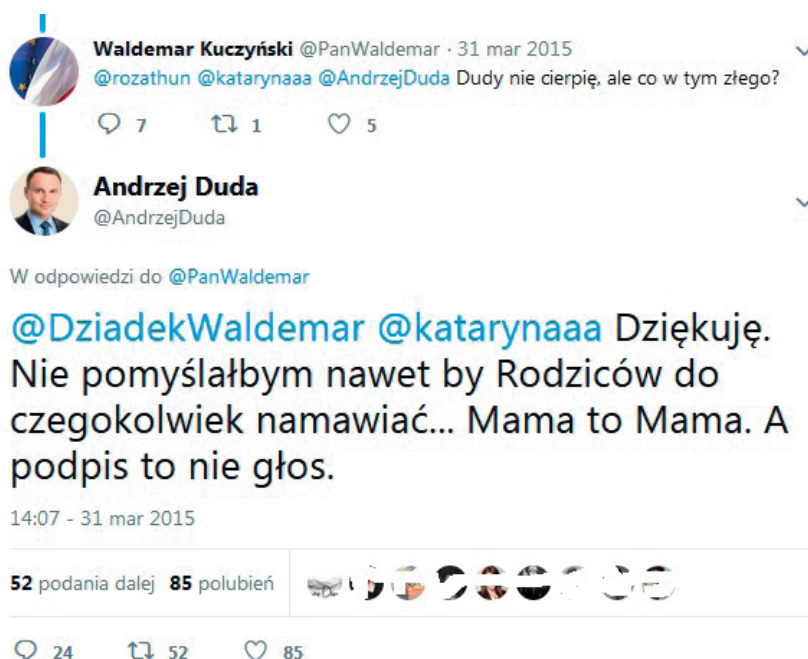 Waldemar Kuczyński @PanWaldemar · 31 mar 2015
@rozathun @katarynaaa @AndrzejDuda Dudy nie cierpię, ale co w tym złego?
7 1 5
Andrzej Duda
@AndrzejDuda
W odpowiedzi do @PanWaldemar
@DziadekWaldemar @katarynaaa Dziękuję.
Nie pomyślałbym nawet by Rodziców do
czegokolwiek namawiać... Mama to Mama. A
podpis to nie głos.
14:07 - 31 mar 2015
52 podania dalej 85 polubień
24 52 85